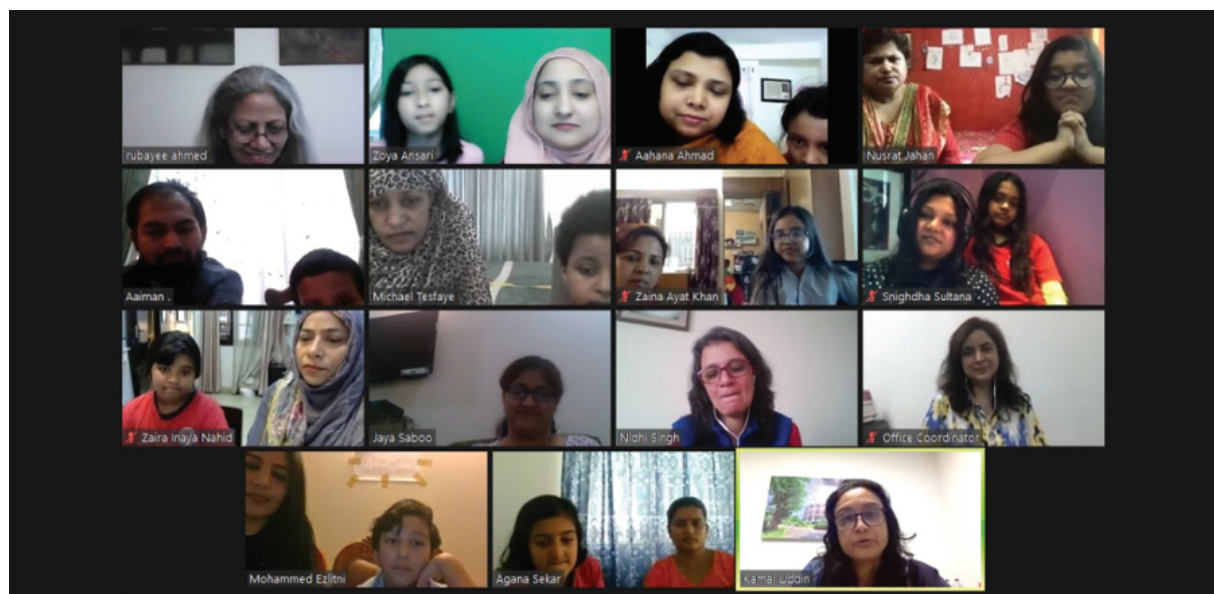 rubayee ahmed
Zoya Ansari
Aahana Ahmad
Nusrat Jahan
Aaiman .
Michael Tesfaye
Zaina Ayat Khan
Snighdha Sultana
Zaira Inaya Nahid
Jaya Saboo
Nidhi Singh
Office Coordinator
Mohammed Ezlitni
Agana Sekar
Kamal Uddin